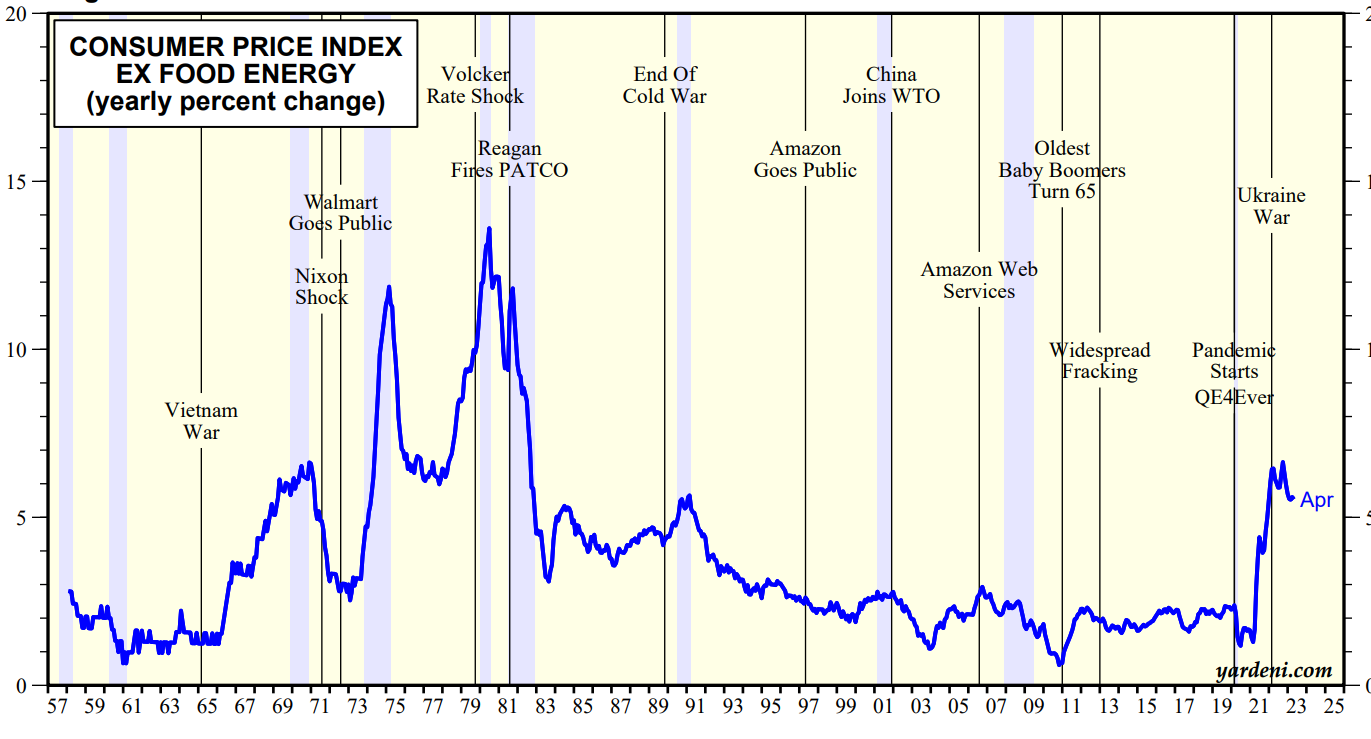 20
CONSUMER PRICE INDEX
EX FOOD ENERGY
(yearly percent change)
Volcker
Rate Shock
End Of
Cold War
China
Joins WTO
Reagan
Fires PATCO
Amazon
Goes Public
Oldest
Baby Boomers
Turn 65
15
Walmart
Goes Public
Ukraine
War
Nixon
Shock
Amazon Web
Services
10
Widespread
Fracking
Pandemic
Starts
QE4Ever
Vietnam
War
5
Apr
yardeni.com
0
57 59 61 63 65 67 69 71 73 75 77 79 81 83 85 87 89 91 93 95 97 99 01 03 05 07 09 11 13 15 17 19 21 23 25